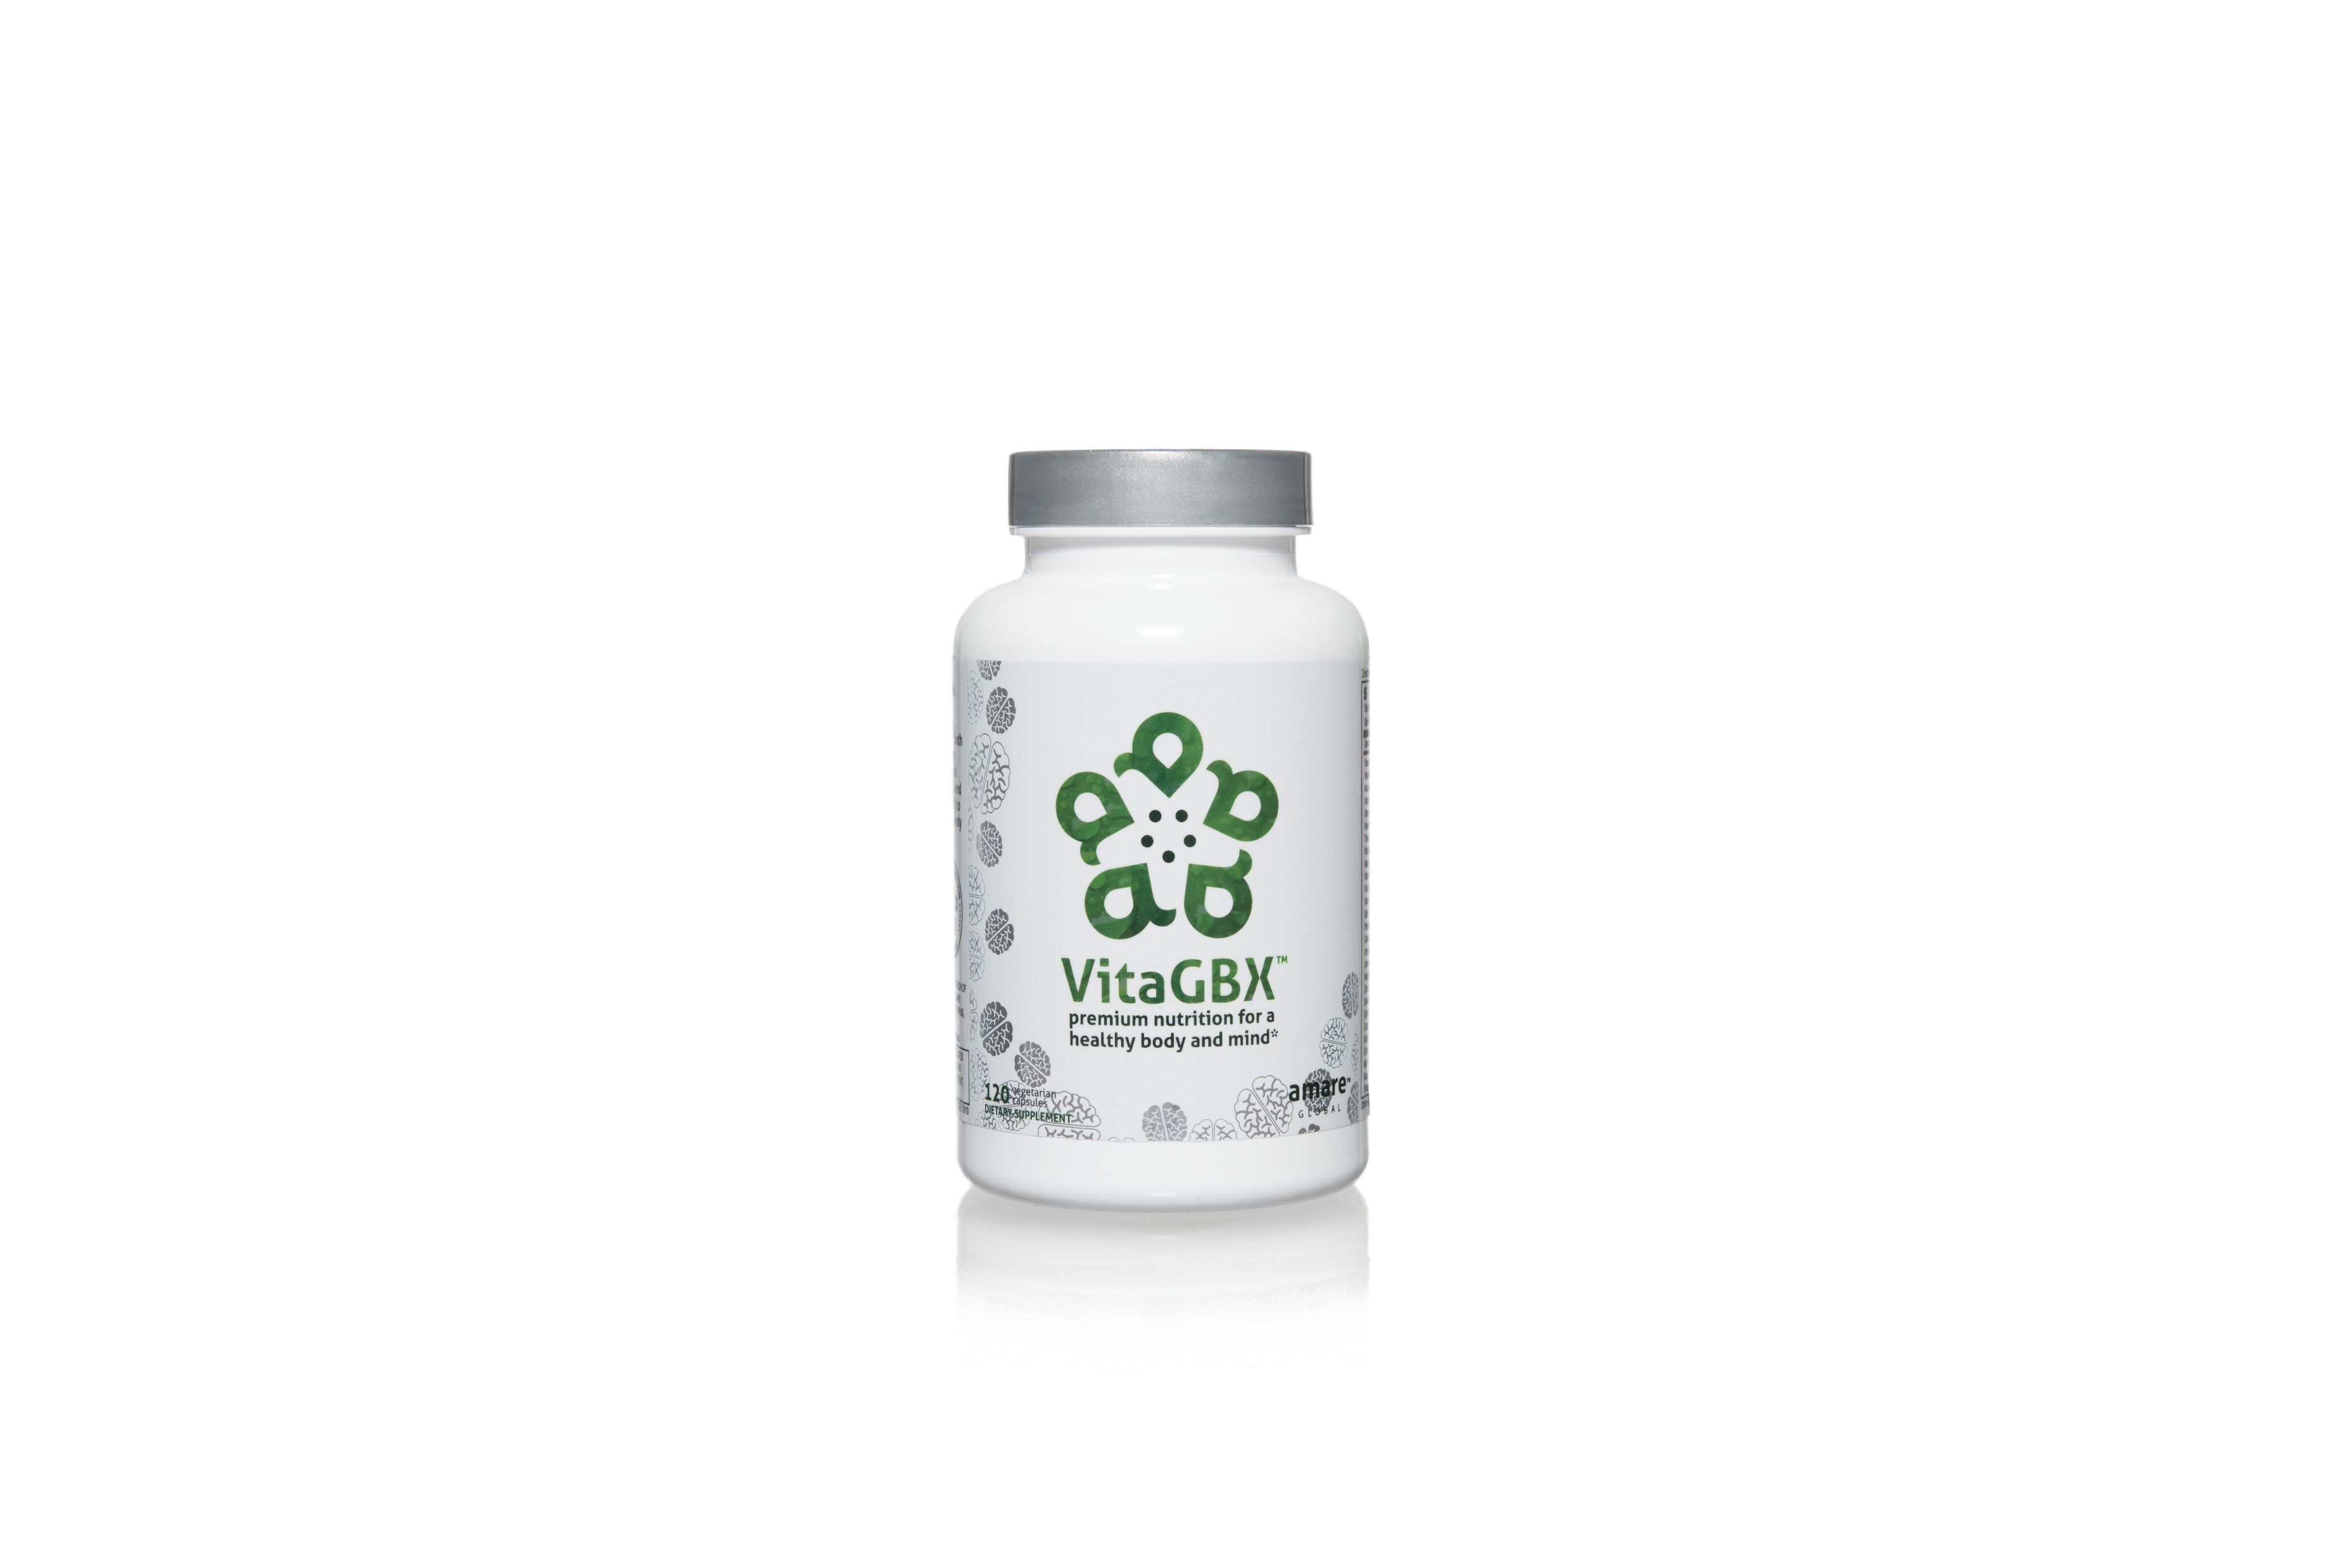 VitaGBX™
premium nutrition for a
healthy body and mind*
120 vegetarian
capsules
DIETARY SUPPLEMENT
amare™
GLOBAL